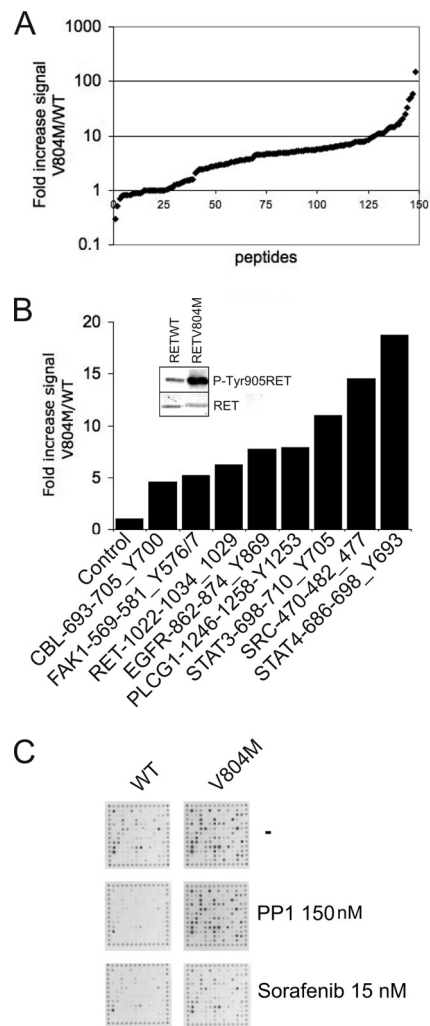 A
Fold increase signal
V804M/WT
1000
100
10
1
0.1
0
25
50
75
100
125
150
peptides
B
Fold increase signal
V804M/WT
20
15
10
5
0
RETWT
RETV804M
P-Tyr905RET
RET
Control
CBL-693-705_Y700
FAK1-569-581_Y576/7
RET-1022-1034_1029
EGFR-862-874_Y869
PLCG1-1246-1258-Y1253
STAT3-698-710_Y705
SRC-470-482_477
STAT4-686-698_Y693
C
WT
V804M
-
PP1 150 nM
Sorafenib 15 nM